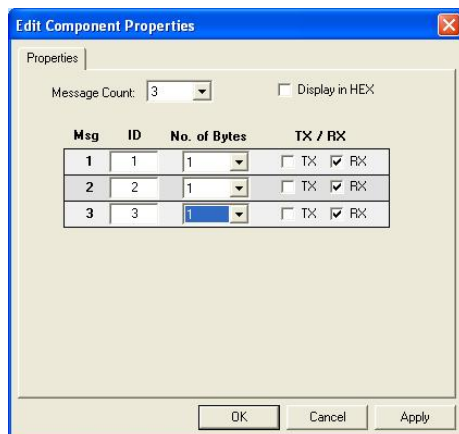 Edit Component Properties
Properties
Message Count: 3 Display in HEX
Msg ID No. of Bytes TX / RX
1 1 1 TX RX
2 2 1 TX RX
3 3 1 TX RX
OK Cancel Apply